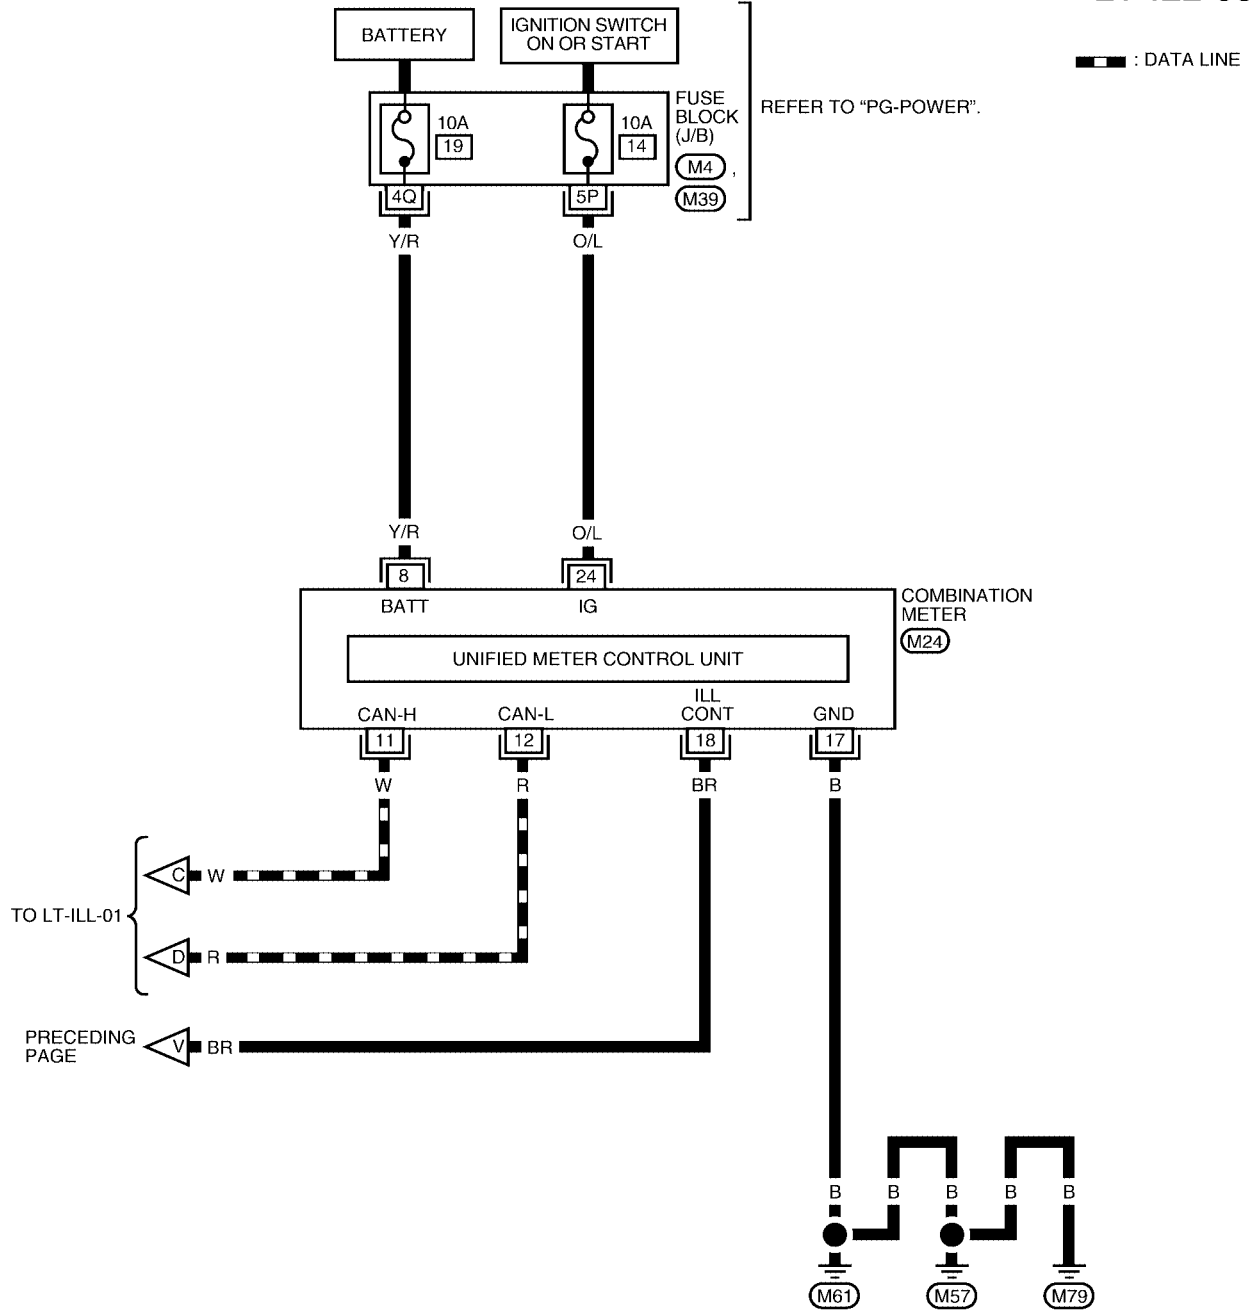 BATTERY
IGNITION SWITCH
ON OR START
: DATA LINE
FUSE
BLOCK
(J/B)
M4 ,
M39
REFER TO “PG-POWER”.
10A
19
10A
14
4Q
5P
Y/R
O/L
Y/R
O/L
8
24
BATT
IG
COMBINATION
METER
M24
UNIFIED METER CONTROL UNIT
CAN-H
CAN-L
ILL
CONT
GND
11
12
18
17
W
R
BR
B
C
W
TO LT-ILL-01
D
R
PRECEDING
PAGE
V
BR
B
B
B
B
B
M61
M57
M79